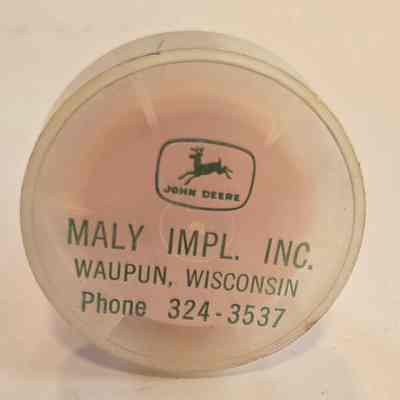 JOHN DEERE
MALY IMPL. INC.
WAUPUN, WISCONSIN
Phone 324-3537